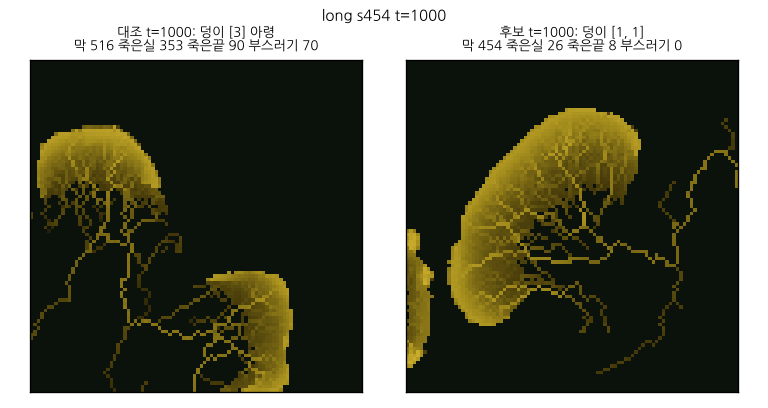 long s454 t=1000
대조 t=1000: 덩이 [3] 아령
막 516 죽은실 353 죽은끝 90 부스러기 70
후보 t=1000: 덩이 [1, 1]
막 454 죽은실 26 죽은끝 8 부스러기 0